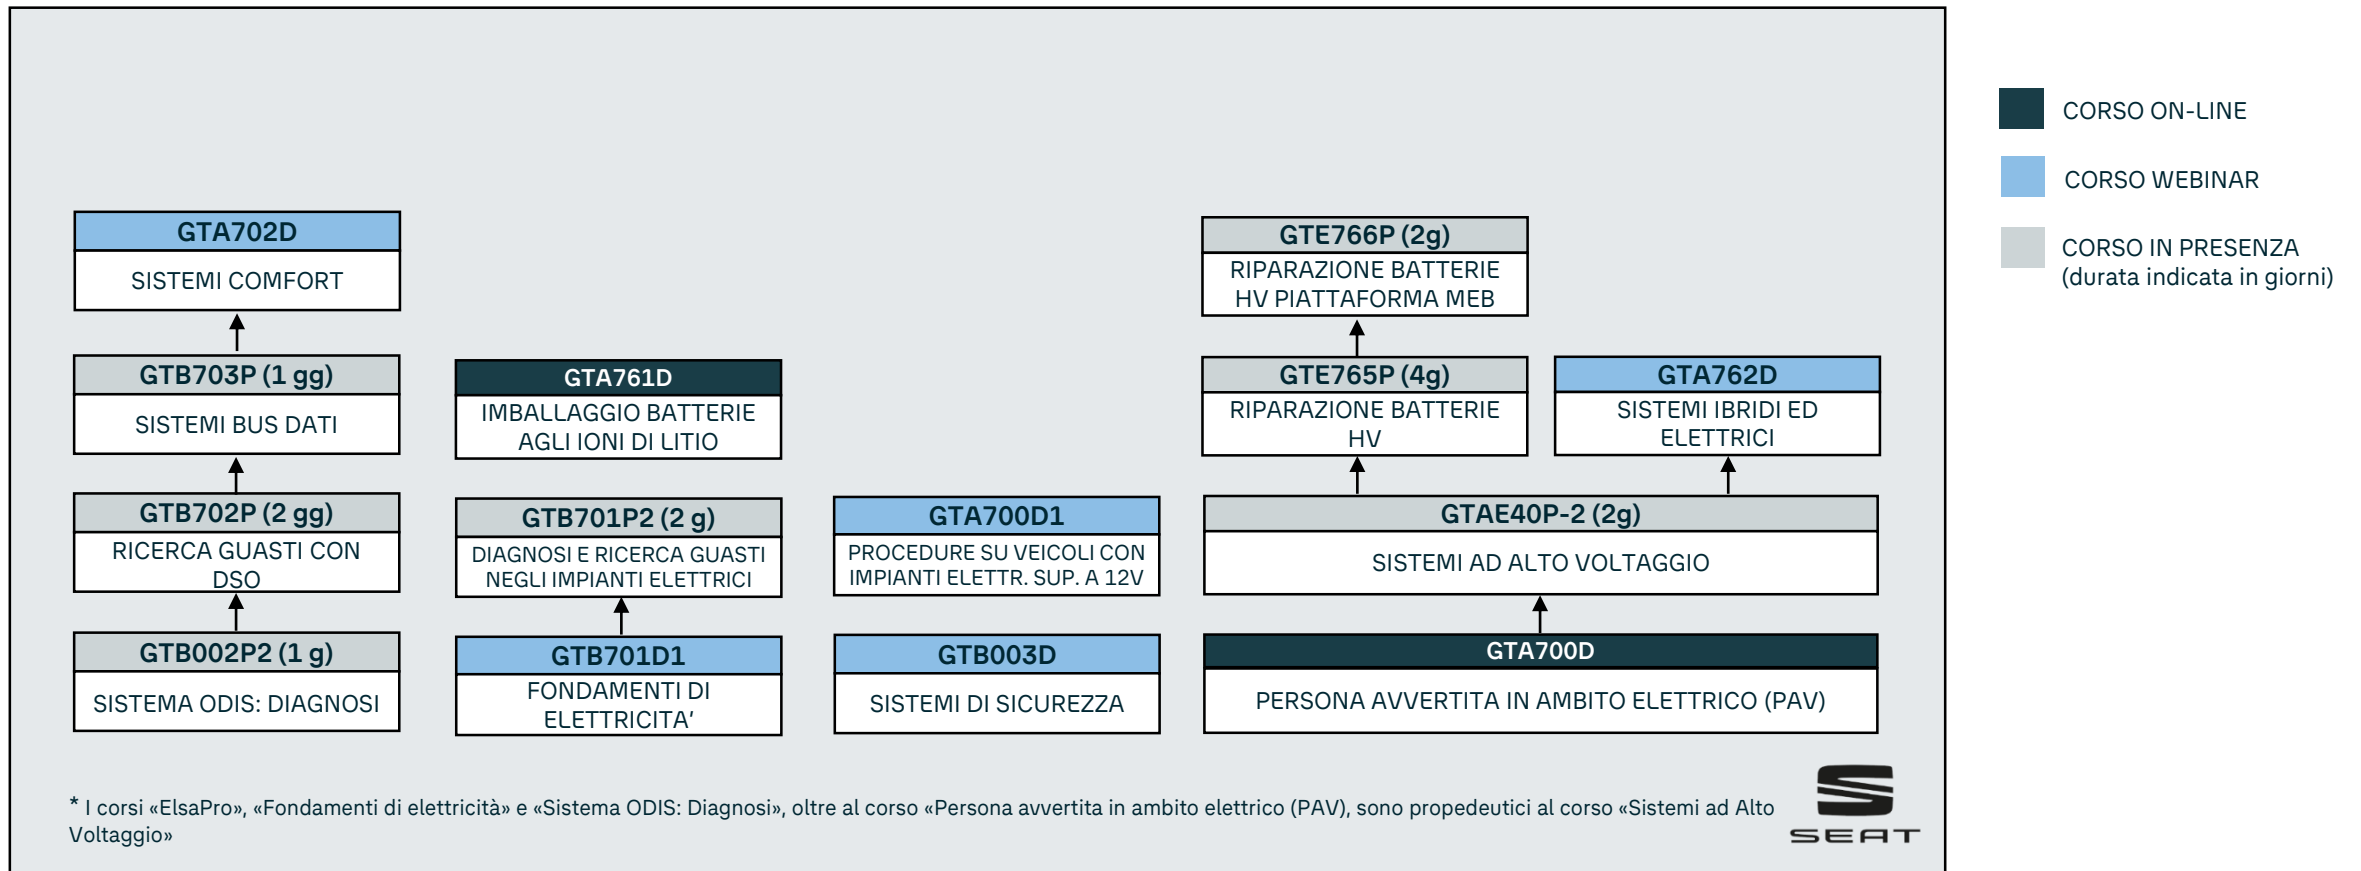 CORSO ON-LINE
CORSO WEBINAR
CORSO IN PRESENZA
(durata indicata in giorni)
GTA702D
SISTEMI COMFORT
GTB703P (1 gg)
SISTEMI BUS DATI
GTB702P (2 gg)
RICERCA GUASTI CON
DSO
GTB002P2 (1 g)
SISTEMA ODIS: DIAGNOSI
GTA761D
IMBALLAGGIO BATTERIE
AGLI IONI DI LITIO
GTB701P2 (2 g)
DIAGNOSI E RICERCA GUASTI
NEGLI IMPIANTI ELETTRICI
GTB701D1
FONDAMENTI DI
ELETTRICITA’
GTA700D1
PROCEDURE SU VEICOLI CON
IMPIANTI ELETTR. SUP. A 12V
GTB003D
SISTEMI DI SICUREZZA
GTE766P (2g)
RIPARAZIONE BATTERIE
HV PIATTAFORMA MEB
GTE765P (4g)
RIPARAZIONE BATTERIE
HV
GTA762D
SISTEMI IBRIDI ED
ELETTRICI
GTAE40P-2 (2g)
SISTEMI AD ALTO VOLTAGGIO
GTA700D
PERSONA AVVERTITA IN AMBITO ELETTRICO (PAV)
* I corsi «ElsaPro», «Fondamenti di elettricità» e «Sistema ODIS: Diagnosi», oltre al corso «Persona avvertita in ambito elettrico (PAV), sono propedeutici al corso «Sistemi ad Alto
Voltaggio»
SEAT